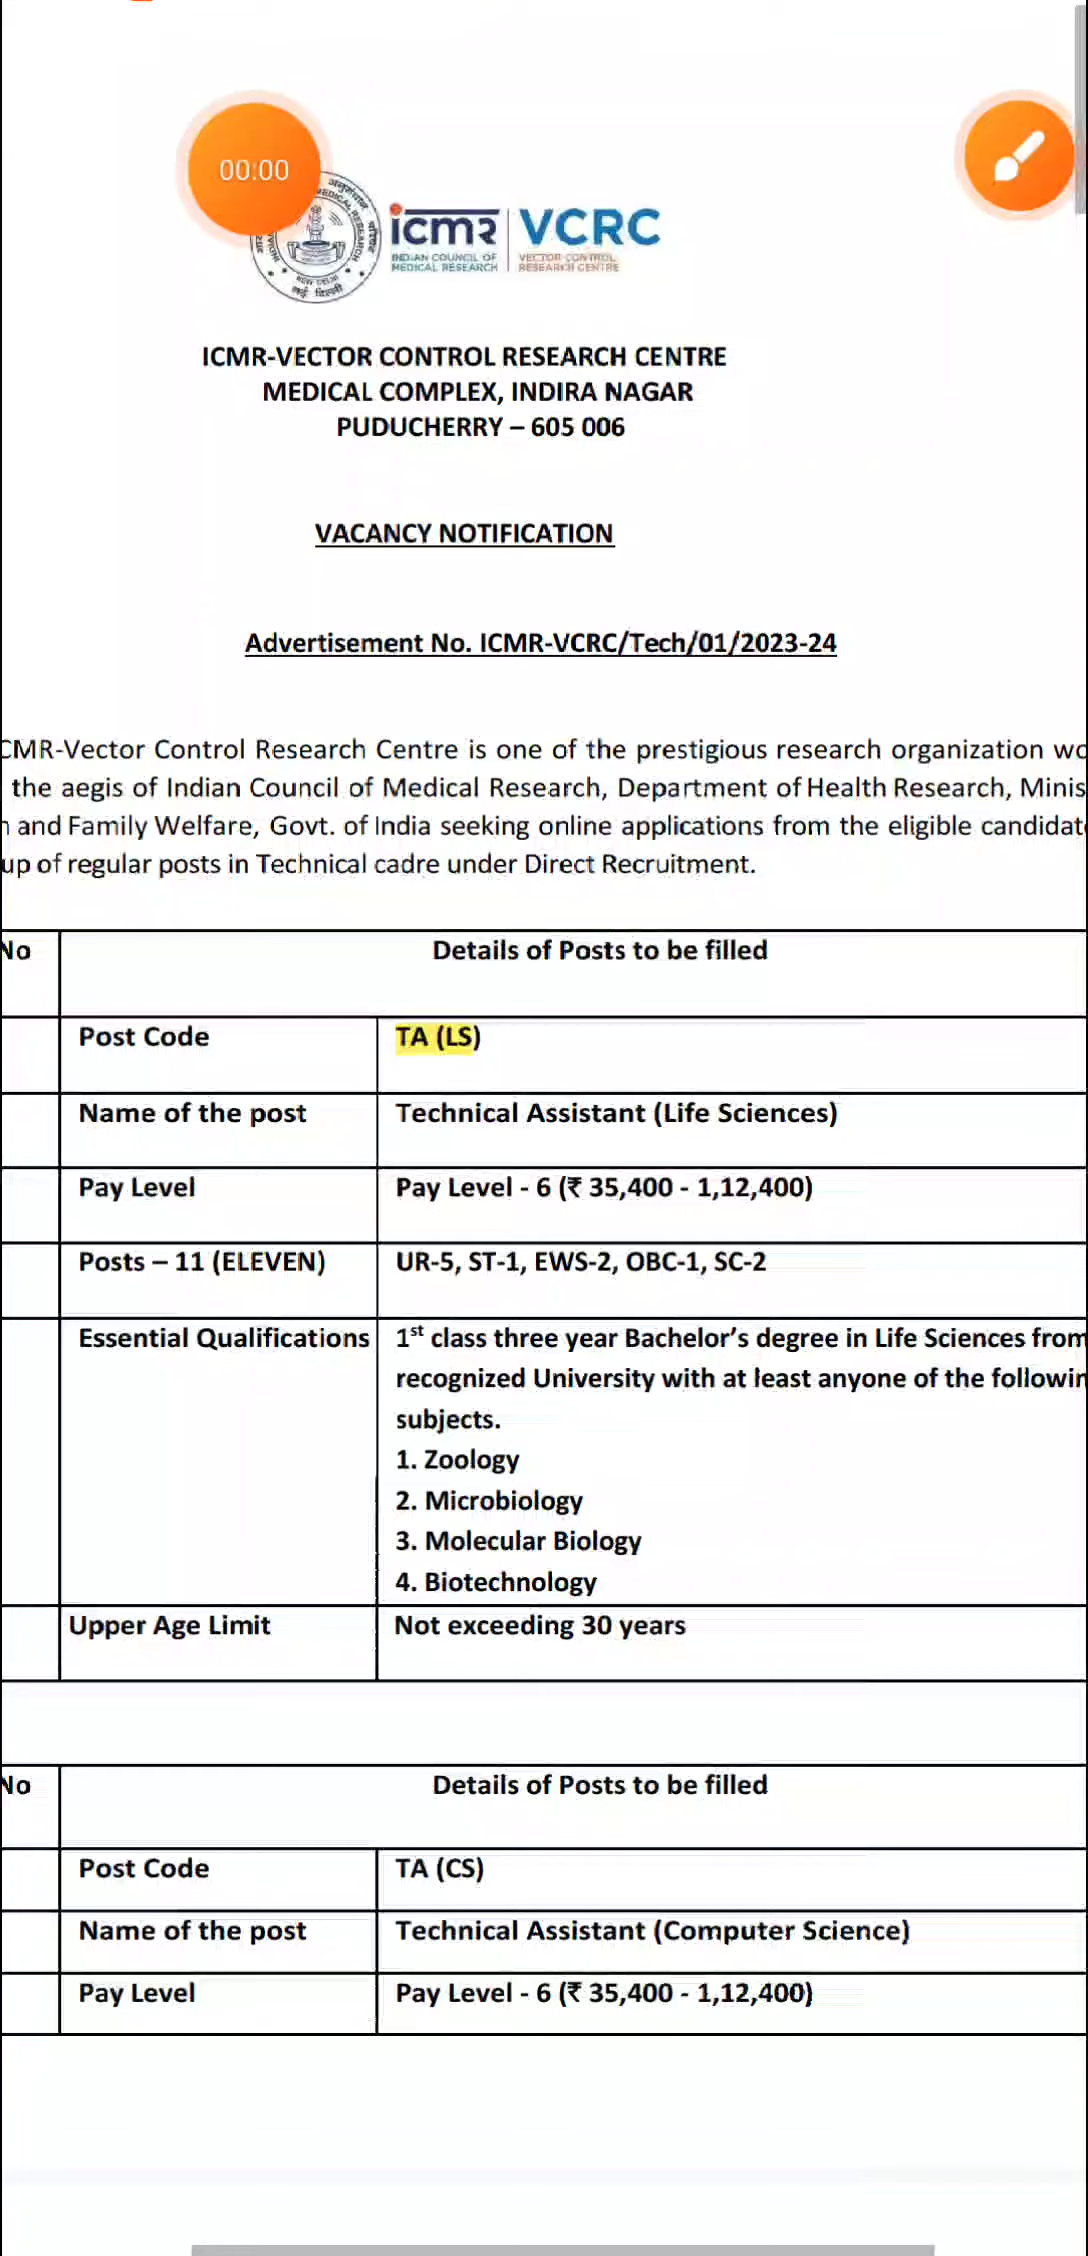 00:00
icmr VCRC
INDIAN COUNCIL OF
MEDICAL RESEARCH
VECTOR CONTROL
RESEARCH CENTRE
ICMR-VECTOR CONTROL RESEARCH CENTRE
MEDICAL COMPLEX, INDIRA NAGAR
PUDUCHERRY – 605 006
VACANCY NOTIFICATION
Advertisement No. ICMR-VCRC/Tech/01/2023-24
CMR-Vector Control Research Centre is one of the prestigious research organization wo
the aegis of Indian Council of Medical Research, Department of Health Research, Minis
and Family Welfare, Govt. of India seeking online applications from the eligible candidat
up of regular posts in Technical cadre under Direct Recruitment.
No Details of Posts to be filled
Post Code TA (LS)
Name of the post Technical Assistant (Life Sciences)
Pay Level Pay Level - 6 (₹ 35,400 - 1,12,400)
Posts – 11 (ELEVEN) UR-5, ST-1, EWS-2, OBC-1, SC-2
Essential Qualifications 1st class three year Bachelor’s degree in Life Sciences from
recognized University with at least anyone of the followin
subjects.
1. Zoology
2. Microbiology
3. Molecular Biology
4. Biotechnology
Upper Age Limit Not exceeding 30 years
No Details of Posts to be filled
Post Code TA (CS)
Name of the post Technical Assistant (Computer Science)
Pay Level Pay Level - 6 (₹ 35,400 - 1,12,400)